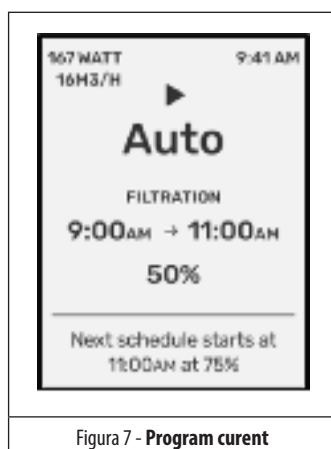 167 WATT 9:41 AM
16M3/H
Auto
FILTRATION
9:00AM → 11:00AM
50%
Next schedule starts at
11:00AM at 75%
Figura 7 - Program curent